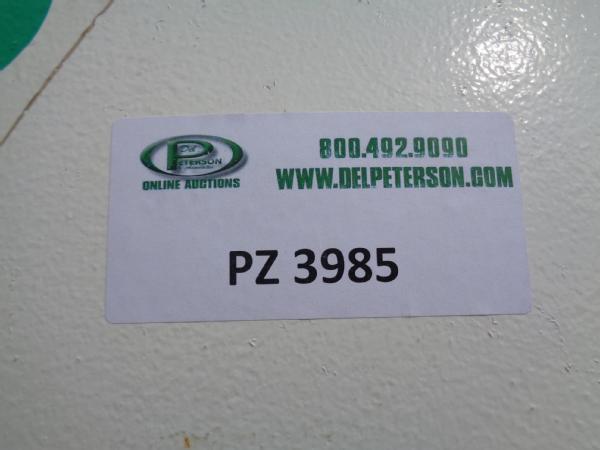 Del
PETERSON
ONLINE AUCTIONS
800.492.9090
WWW.DELPETERSON.COM
PZ 3985